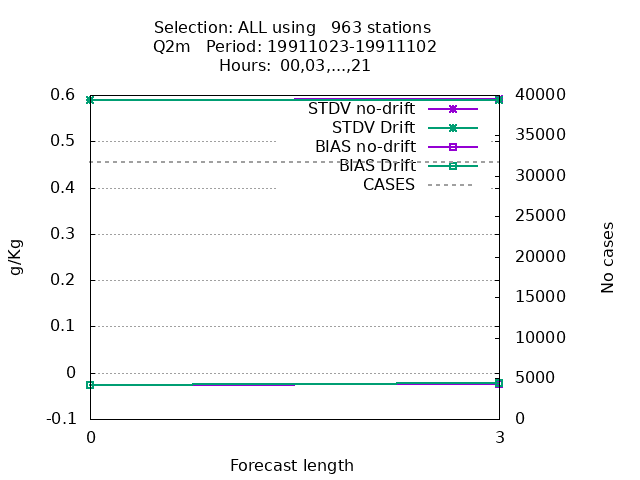 Selection: ALL using   963 stations
Q2m   Period: 19911023-19911102
Hours:  00,03,...,21
0.6
0.5
0.4
0.3
0.2
0.1
0
-0.1
40000
35000
30000
25000
20000
15000
10000
5000
0
STDV no-drift
STDV Drift
BIAS no-drift
BIAS Drift
CASES
g/Kg
No cases
0
3
Forecast length